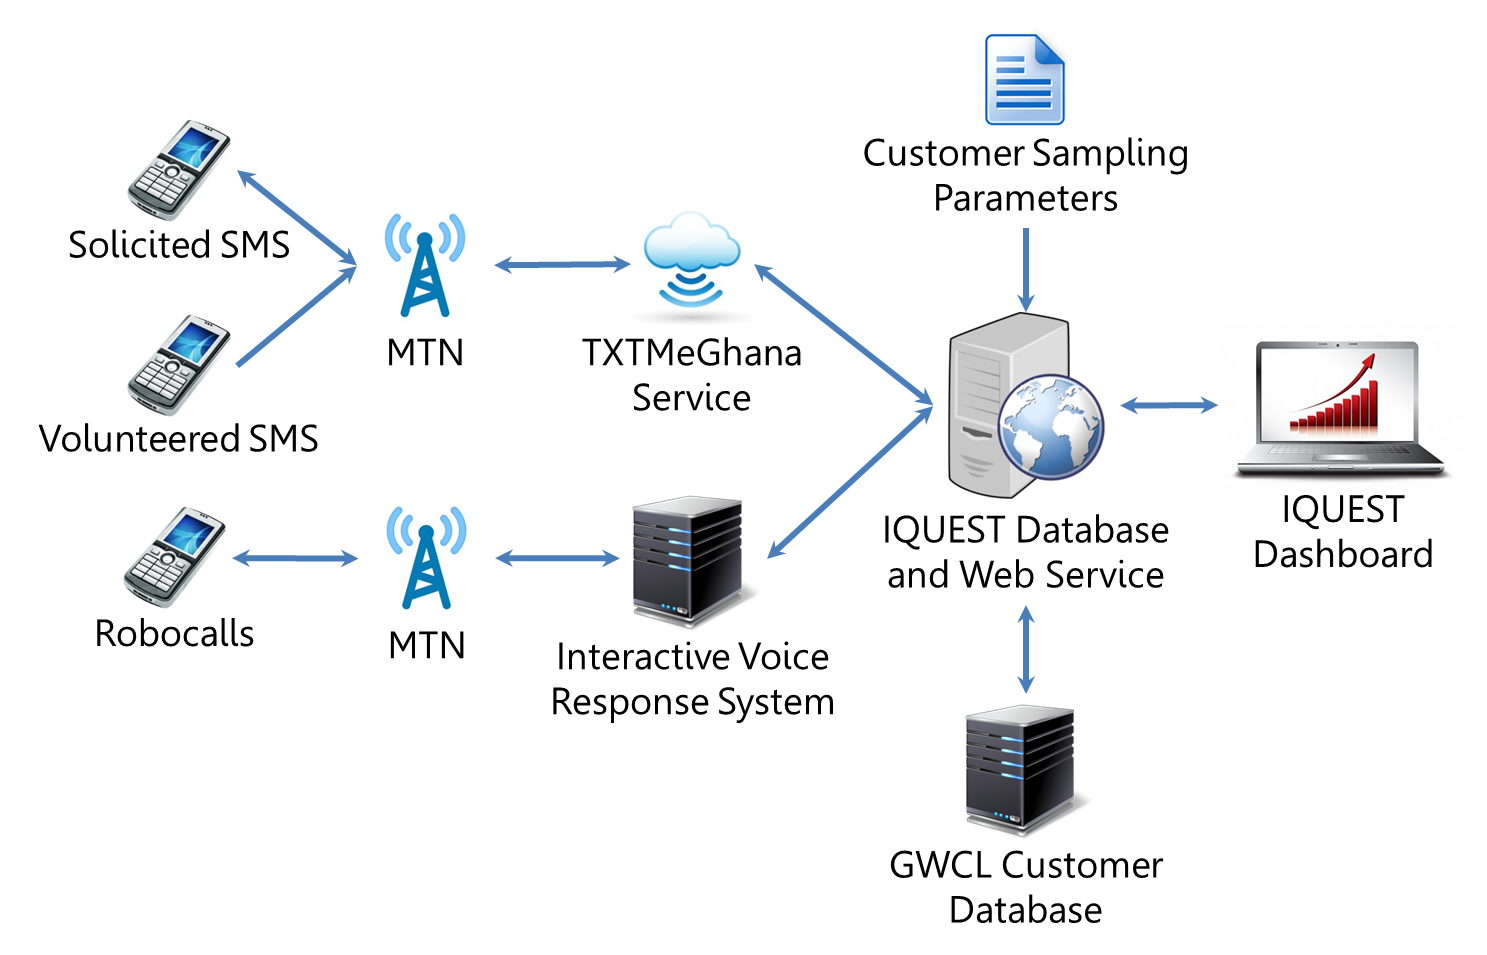 Customer Sampling
Parameters
Solicited SMS
MTN
TXTMeGhana
Service
Volunteered SMS
IQUEST Database
and Web Service
IQUEST
Dashboard
Robocalls
MTN
Interactive Voice
Response System
GWCL Customer
Database